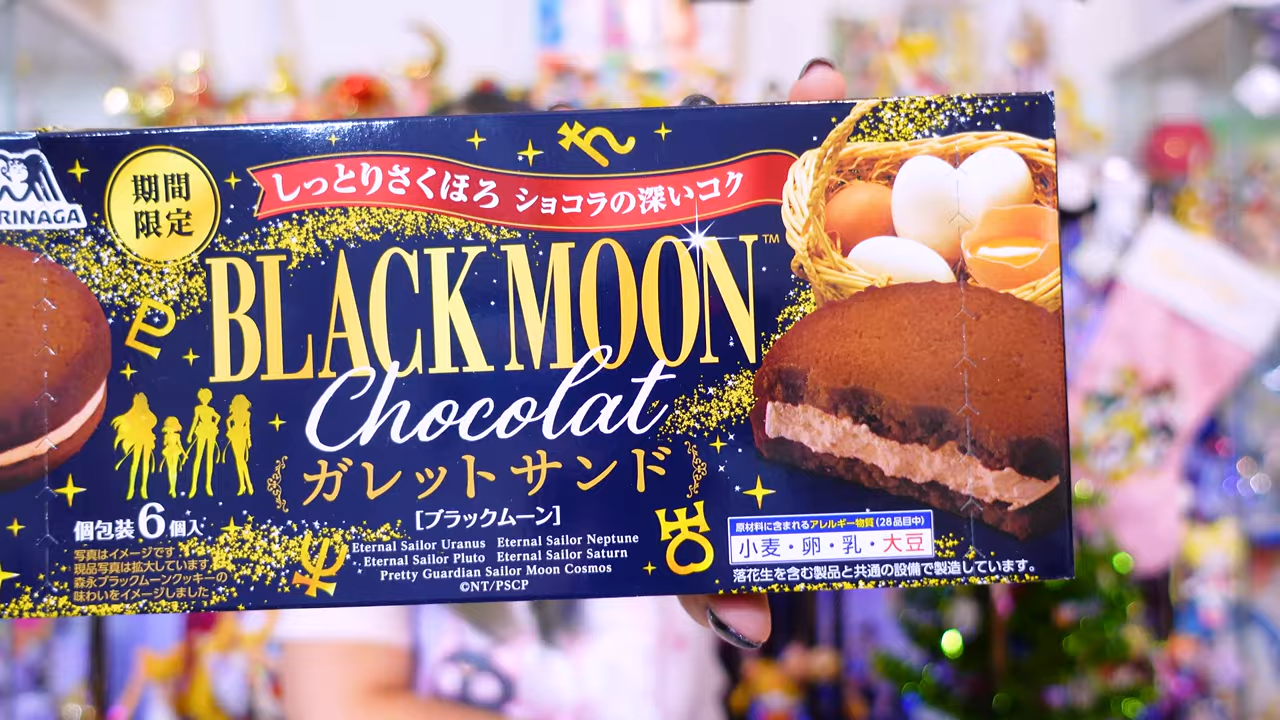 期間
限定
RINAGA
しっとりさくほろ ショコラの深いコク
BLACK MOON™
Chocolat
ガレットサンド
[ブラックムーン]
個包装6個入
写真はイメージです。
現品写真は拡大しています。
森永ブラックムーンクッキーの
味わいをイメージしました。
Eternal Sailor Uranus Eternal Sailor Neptune
Eternal Sailor Pluto Eternal Sailor Saturn
Pretty Guardian Sailor Moon Cosmos
©NT/PSCP
原材料に含まれるアレルギー物質(28品目中)
小麦・卵・乳・大豆
落花生を含む製品と共通の設備で製造しています。